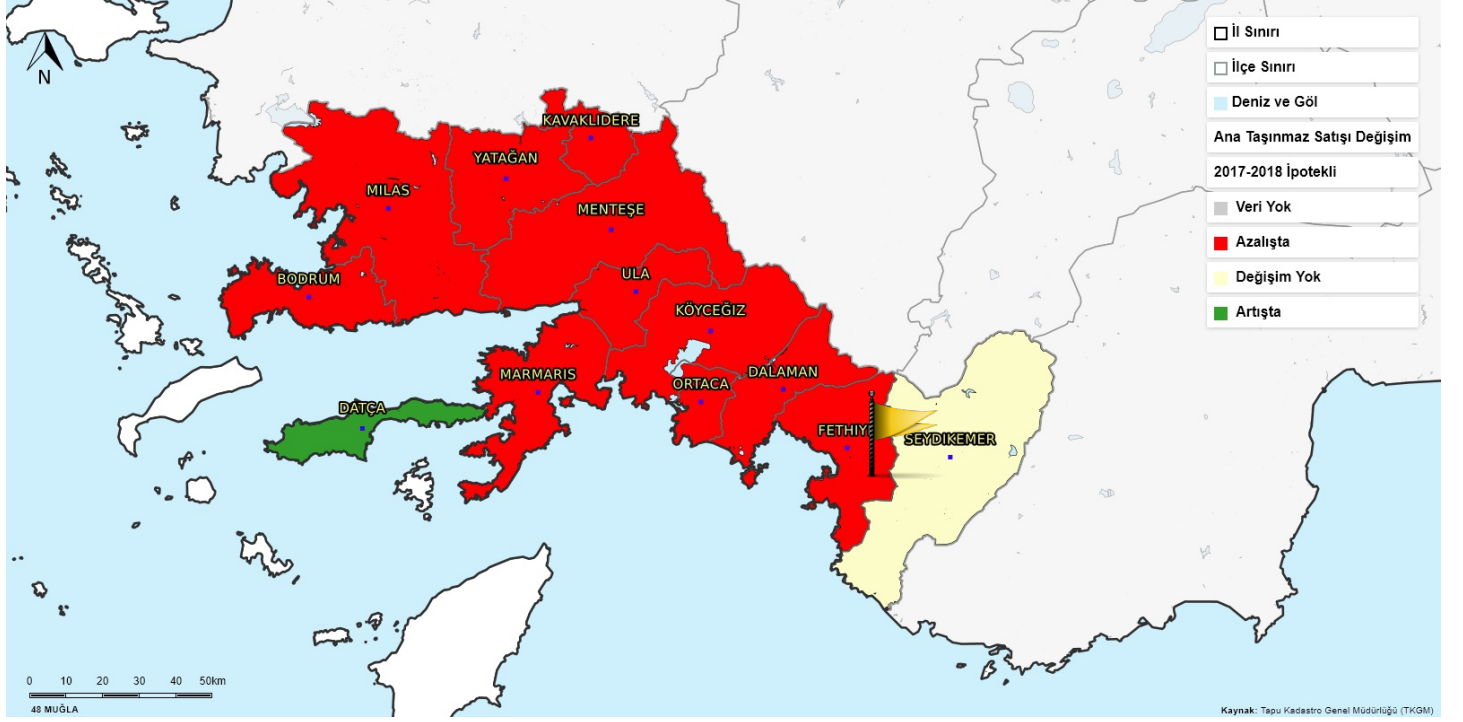 N
İl Sınırı
İlçe Sınırı
Deniz ve Göl
Ana Taşınmaz Satışı Değişim
2017-2018 İpotekli
Veri Yok
Azalışta
Değişim Yok
Artışta
KAVAKLIDERE
YATAĞAN
MILAS
MENTEŞE
BODRUM
ULA
KÖYCEĞIZ
MARMARIS
ORTACA
DALAMAN
DATÇA
FETHIY
SEYDIKEMER
0 10 20 30 40 50km
48 MUĞLA
Kaynak: Tapu Kadastro Genel Müdürlüğü (TKGM)